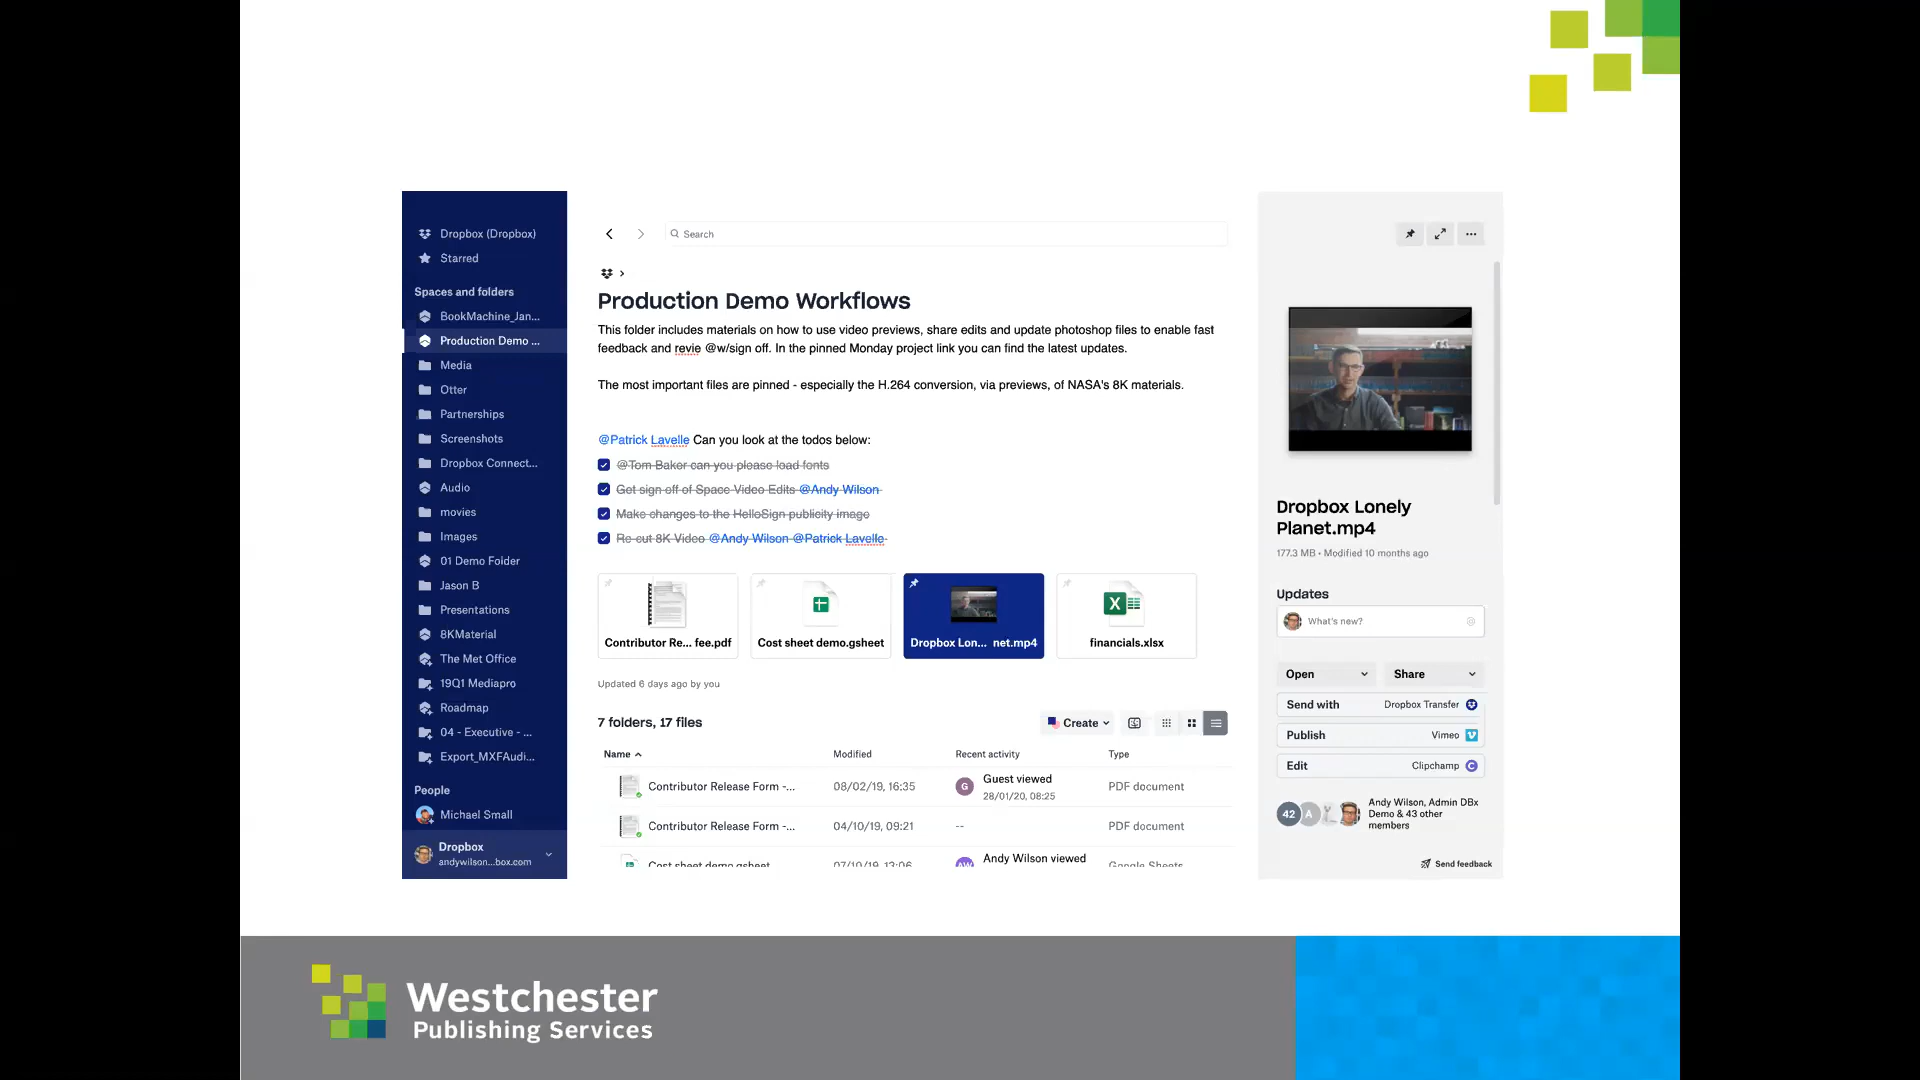 Dropbox (Dropbox)
Starred
Spaces and folders
BookMachine_Jan...
Production Demo ...
Media
Otter
Partnerships
Screenshots
Dropbox Connect...
Audio
movies
Images
01 Demo Folder
Jason B
Presentations
8KMaterial
The Met Office
19Q1 Mediapro
Roadmap
04 - Executive - ...
Export_MXFAudi...
People
Michael Small
Dropbox
andywilson...box.com
Search
Production Demo Workflows
This folder includes materials on how to use video previews, share edits and update photoshop files to enable fast
feedback and revie @w/sign off. In the pinned Monday project link you can find the latest updates.
The most important files are pinned - especially the H.264 conversion, via previews, of NASA's 8K materials.
@Patrick Lavelle Can you look at the todos below:
@Tom Baker can you please load fonts
Get sign off of Space Video Edits @Andy Wilson
Make changes to the HelloSign publicity image
Re-cut 8K Video @Andy Wilson @Patrick Lavelle
Contributor Re... fee.pdf
Cost sheet demo.gsheet
Dropbox Lon... net.mp4
financials.xlsx
Updated 6 days ago by you
7 folders, 17 files
Create
Name Modified Recent activity Type
Contributor Release Form -... 08/02/19, 16:35 G Guest viewed PDF document
28/01/20, 08:25
Contributor Release Form -... 04/10/19, 09:21 -- PDF document
Cost sheet demo.gsheet 07/10/19, 13:06 AW Andy Wilson viewed Google Sheets
Dropbox Lonely
Planet.mp4
177.3 MB • Modified 10 months ago
Updates
What's new?
Open Share
Send with Dropbox Transfer
Publish Vimeo
Edit Clipchamp
42 A
Andy Wilson, Admin DBx
Demo & 43 other
members
Send feedback
Westchester
Publishing Services